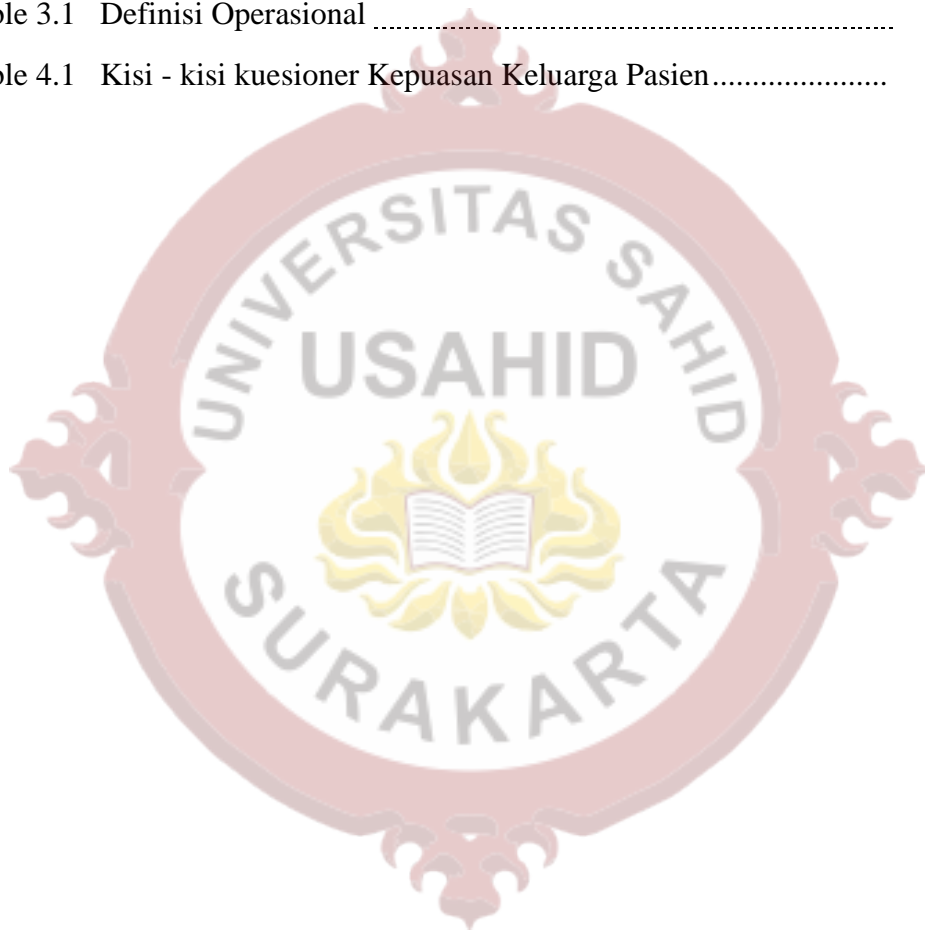 ble 3.1 Definisi Operasional ................................................
ble 4.1 Kisi - kisi kuesioner Kepuasan Keluarga Pasien......................
UNIVERSITAS SAHID
USAHID
SURAKARTA